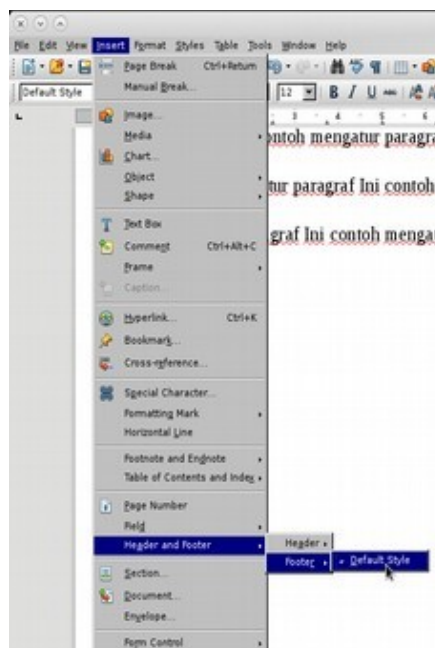 File Edit View Insert Format Styles Table Tools Window Help
Page Break Ctrl+Return
Default Style
Manual Break...
12 B I U
Image...
Media
ontoh mengatur paragra
Chart...
Object
tur paragraf Ini contoh
Shape
Text Box
Comment Ctrl+Alt+C
graf Ini contoh menga
Frame
Caption...
Hyperlink... Ctrl+K
Bookmark...
Cross-reference...
Special Character...
Formatting Mark
Horizontal Line
Footnote and Endnote
Table of Contents and Index
Page Number
Field
Header and Footer
Header
Footer
Default Style
Section...
Document...
Envelope...
Form Control